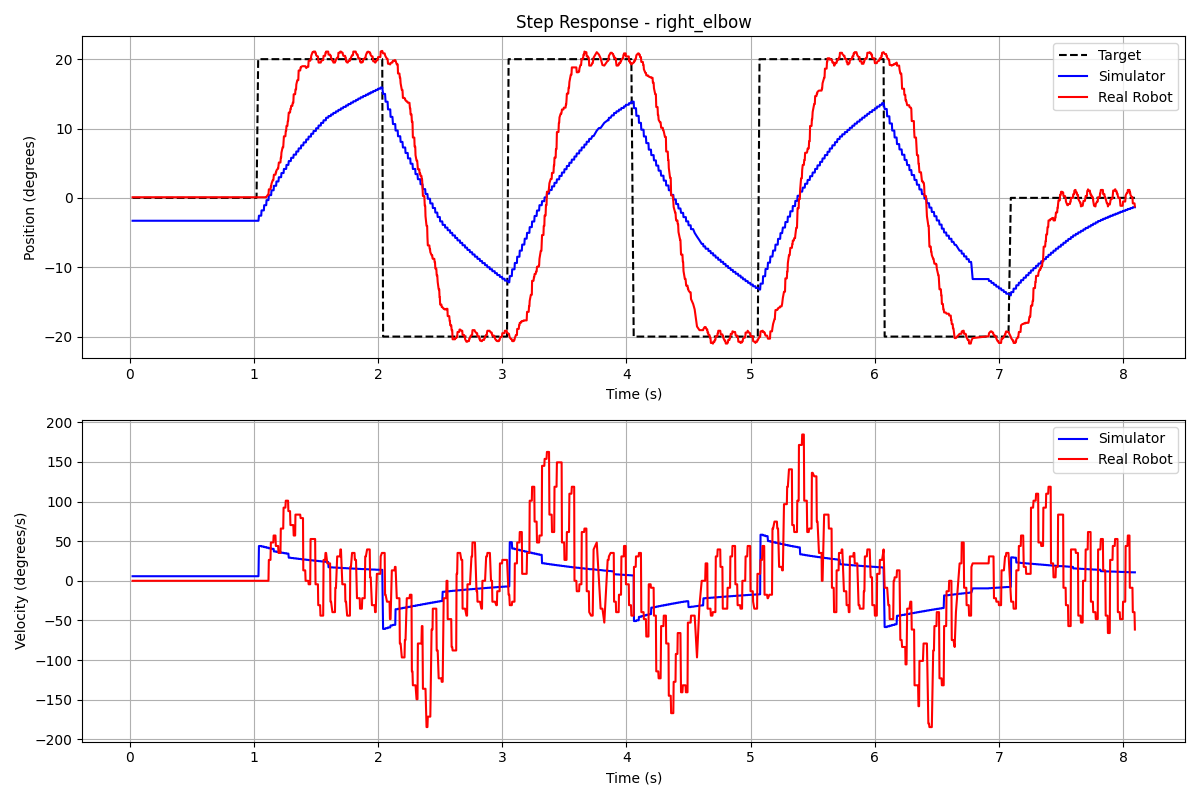 Step Response - right_elbow
Target
Simulator
Real Robot
Position (degrees)
20
10
0
−10
−20
0 1 2 3 4 5 6 7 8
Time (s)
Simulator
Real Robot
Velocity (degrees/s)
200
150
100
50
0
−50
−100
−150
−200
0 1 2 3 4 5 6 7 8
Time (s)